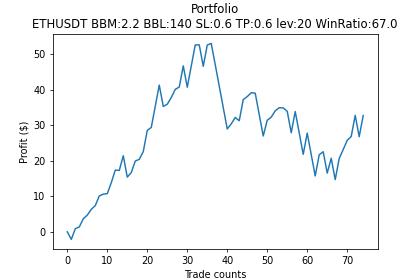 Portfolio
ETHUSDT BBM:2.2 BBL:140 SL:0.6 TP:0.6 lev:20 WinRatio:67.0
50
40
30
20
10
0
Profit ($)
0 10 20 30 40 50 60 70
Trade counts